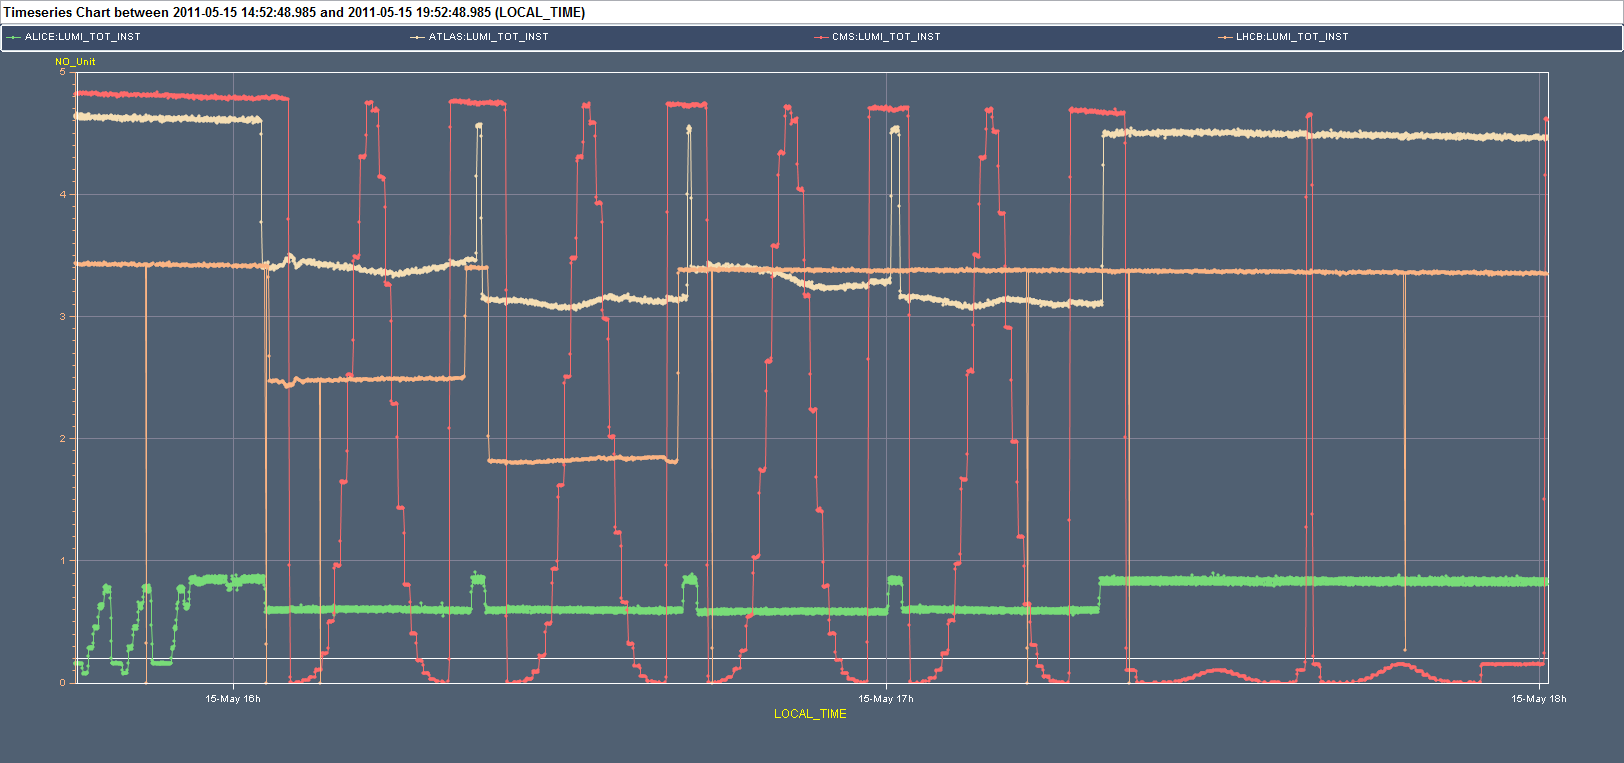 Timeseries Chart between 2011-05-15 14:52:48.985 and 2011-05-15 19:52:48.985 (LOCAL_TIME)
ALICE:LUMI_TOT_INST ATLAS:LUMI_TOT_INST CMS:LUMI_TOT_INST LHCB:LUMI_TOT_INST
NO_Unit
5
4
3
2
1
0
15-May 16h 15-May 17h 15-May 18h
LOCAL_TIME